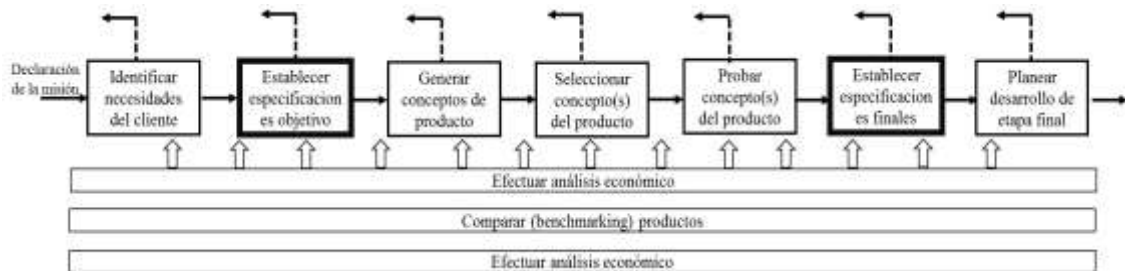 Declaración
de la misión
Identificar
necesidades
del cliente
Establecer
especificacion
es objetivo
Generar
conceptos de
producto
Seleccionar
concepto(s)
del producto
Probar
concepto(s)
del producto
Establecer
especificacion
es finales
Planear
desarrollo de
etapa final
Efectuar análisis económico
Comparar (benchmarking) productos
Efectuar análisis económico